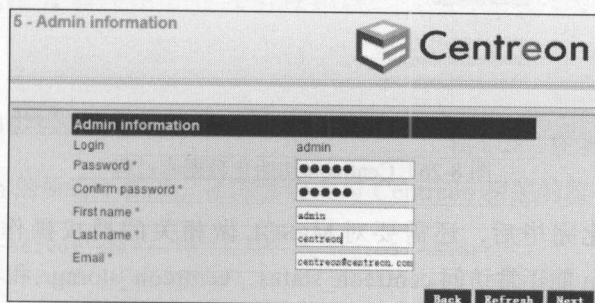 5 - Admin information
Centreon
Admin information
Login admin
Password * ●●●●●
Confirm password * ●●●●●
First name * admin
Last name * centreon
Email * centreon@centreon.com
Back Refresh Next